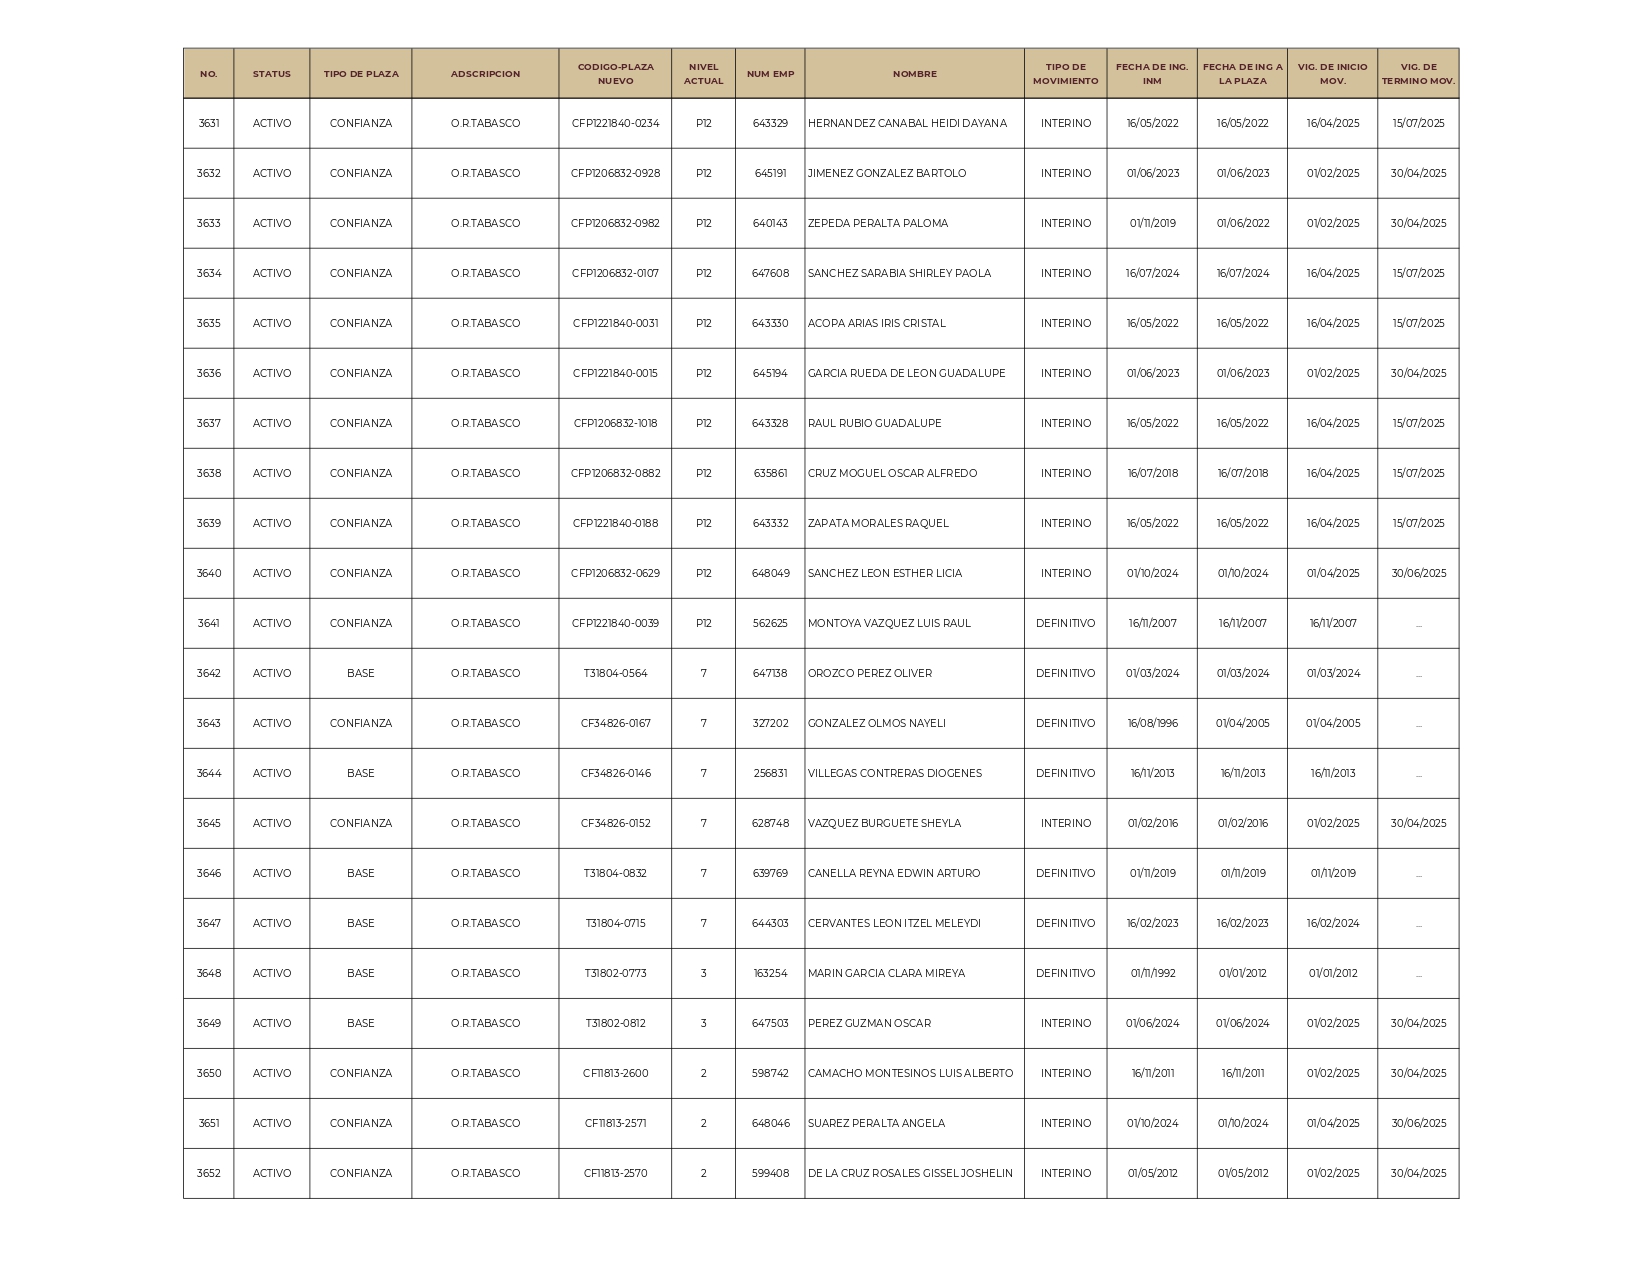 NO. STATUS TIPO DE PLAZA ADSCRIPCION CODIGO-PLAZA NUEVO NIVEL ACTUAL NUM EMP NOMBRE TIPO DE MOVIMIENTO FECHA DE ING. INM FECHA DE ING A LA PLAZA VIG. DE INICIO MOV. VIG. DE TERMINO MOV.
3631 ACTIVO CONFIANZA O.R.TABASCO CFP1221840-0234 P12 643329 HERNANDEZ CANABAL HEIDI DAYANA INTERINO 16/05/2022 16/05/2022 16/04/2025 15/07/2025
3632 ACTIVO CONFIANZA O.R.TABASCO CFP1206832-0928 P12 645191 JIMENEZ GONZALEZ BARTOLO INTERINO 01/06/2023 01/06/2023 01/02/2025 30/04/2025
3633 ACTIVO CONFIANZA O.R.TABASCO CFP1206832-0982 P12 640143 ZEPEDA PERALTA PALOMA INTERINO 01/11/2019 01/06/2022 01/02/2025 30/04/2025
3634 ACTIVO CONFIANZA O.R.TABASCO CFP1206832-0107 P12 647608 SANCHEZ SARABIA SHIRLEY PAOLA INTERINO 16/07/2024 16/07/2024 16/04/2025 15/07/2025
3635 ACTIVO CONFIANZA O.R.TABASCO CFP1221840-0031 P12 643330 ACOPA ARIAS IRIS CRISTAL INTERINO 16/05/2022 16/05/2022 16/04/2025 15/07/2025
3636 ACTIVO CONFIANZA O.R.TABASCO CFP1221840-0015 P12 645194 GARCIA RUEDA DE LEON GUADALUPE INTERINO 01/06/2023 01/06/2023 01/02/2025 30/04/2025
3637 ACTIVO CONFIANZA O.R.TABASCO CFP1206832-1018 P12 643328 RAUL RUBIO GUADALUPE INTERINO 16/05/2022 16/05/2022 16/04/2025 15/07/2025
3638 ACTIVO CONFIANZA O.R.TABASCO CFP1206832-0882 P12 635861 CRUZ MOGUEL OSCAR ALFREDO INTERINO 16/07/2018 16/07/2018 16/04/2025 15/07/2025
3639 ACTIVO CONFIANZA O.R.TABASCO CFP1221840-0188 P12 643332 ZAPATA MORALES RAQUEL INTERINO 16/05/2022 16/05/2022 16/04/2025 15/07/2025
3640 ACTIVO CONFIANZA O.R.TABASCO CFP1206832-0629 P12 648049 SANCHEZ LEON ESTHER LICIA INTERINO 01/10/2024 01/10/2024 01/04/2025 30/06/2025
3641 ACTIVO CONFIANZA O.R.TABASCO CFP1221840-0039 P12 562625 MONTOYA VAZQUEZ LUIS RAUL DEFINITIVO 16/11/2007 16/11/2007 16/11/2007 ...
3642 ACTIVO BASE O.R.TABASCO T31804-0564 7 647138 OROZCO PEREZ OLIVER DEFINITIVO 01/03/2024 01/03/2024 01/03/2024 ...
3643 ACTIVO CONFIANZA O.R.TABASCO CF34826-0167 7 327202 GONZALEZ OLMOS NAYELI DEFINITIVO 16/08/1996 01/04/2005 01/04/2005 ...
3644 ACTIVO BASE O.R.TABASCO CF34826-0146 7 256831 VILLEGAS CONTRERAS DIOGENES DEFINITIVO 16/11/2013 16/11/2013 16/11/2013 ...
3645 ACTIVO CONFIANZA O.R.TABASCO CF34826-0152 7 628748 VAZQUEZ BURGUETE SHEYLA INTERINO 01/02/2016 01/02/2016 01/02/2025 30/04/2025
3646 ACTIVO BASE O.R.TABASCO T31804-0832 7 639769 CANELLA REYNA EDWIN ARTURO DEFINITIVO 01/11/2019 01/11/2019 01/11/2019 ...
3647 ACTIVO BASE O.R.TABASCO T31804-0715 7 644303 CERVANTES LEON ITZEL MELEYDI DEFINITIVO 16/02/2023 16/02/2023 16/02/2024 ...
3648 ACTIVO BASE O.R.TABASCO T31802-0773 3 163254 MARIN GARCIA CLARA MIREYA DEFINITIVO 01/11/1992 01/01/2012 01/01/2012 ...
3649 ACTIVO BASE O.R.TABASCO T31802-0812 3 647503 PEREZ GUZMAN OSCAR INTERINO 01/06/2024 01/06/2024 01/02/2025 30/04/2025
3650 ACTIVO CONFIANZA O.R.TABASCO CF11813-2600 2 598742 CAMACHO MONTESINOS LUIS ALBERTO INTERINO 16/11/2011 16/11/2011 01/02/2025 30/04/2025
3651 ACTIVO CONFIANZA O.R.TABASCO CF11813-2571 2 648046 SUAREZ PERALTA ANGELA INTERINO 01/10/2024 01/10/2024 01/04/2025 30/06/2025
3652 ACTIVO CONFIANZA O.R.TABASCO CF11813-2570 2 599408 DE LA CRUZ ROSALES GISSEL JOSHELIN INTERINO 01/05/2012 01/05/2012 01/02/2025 30/04/2025